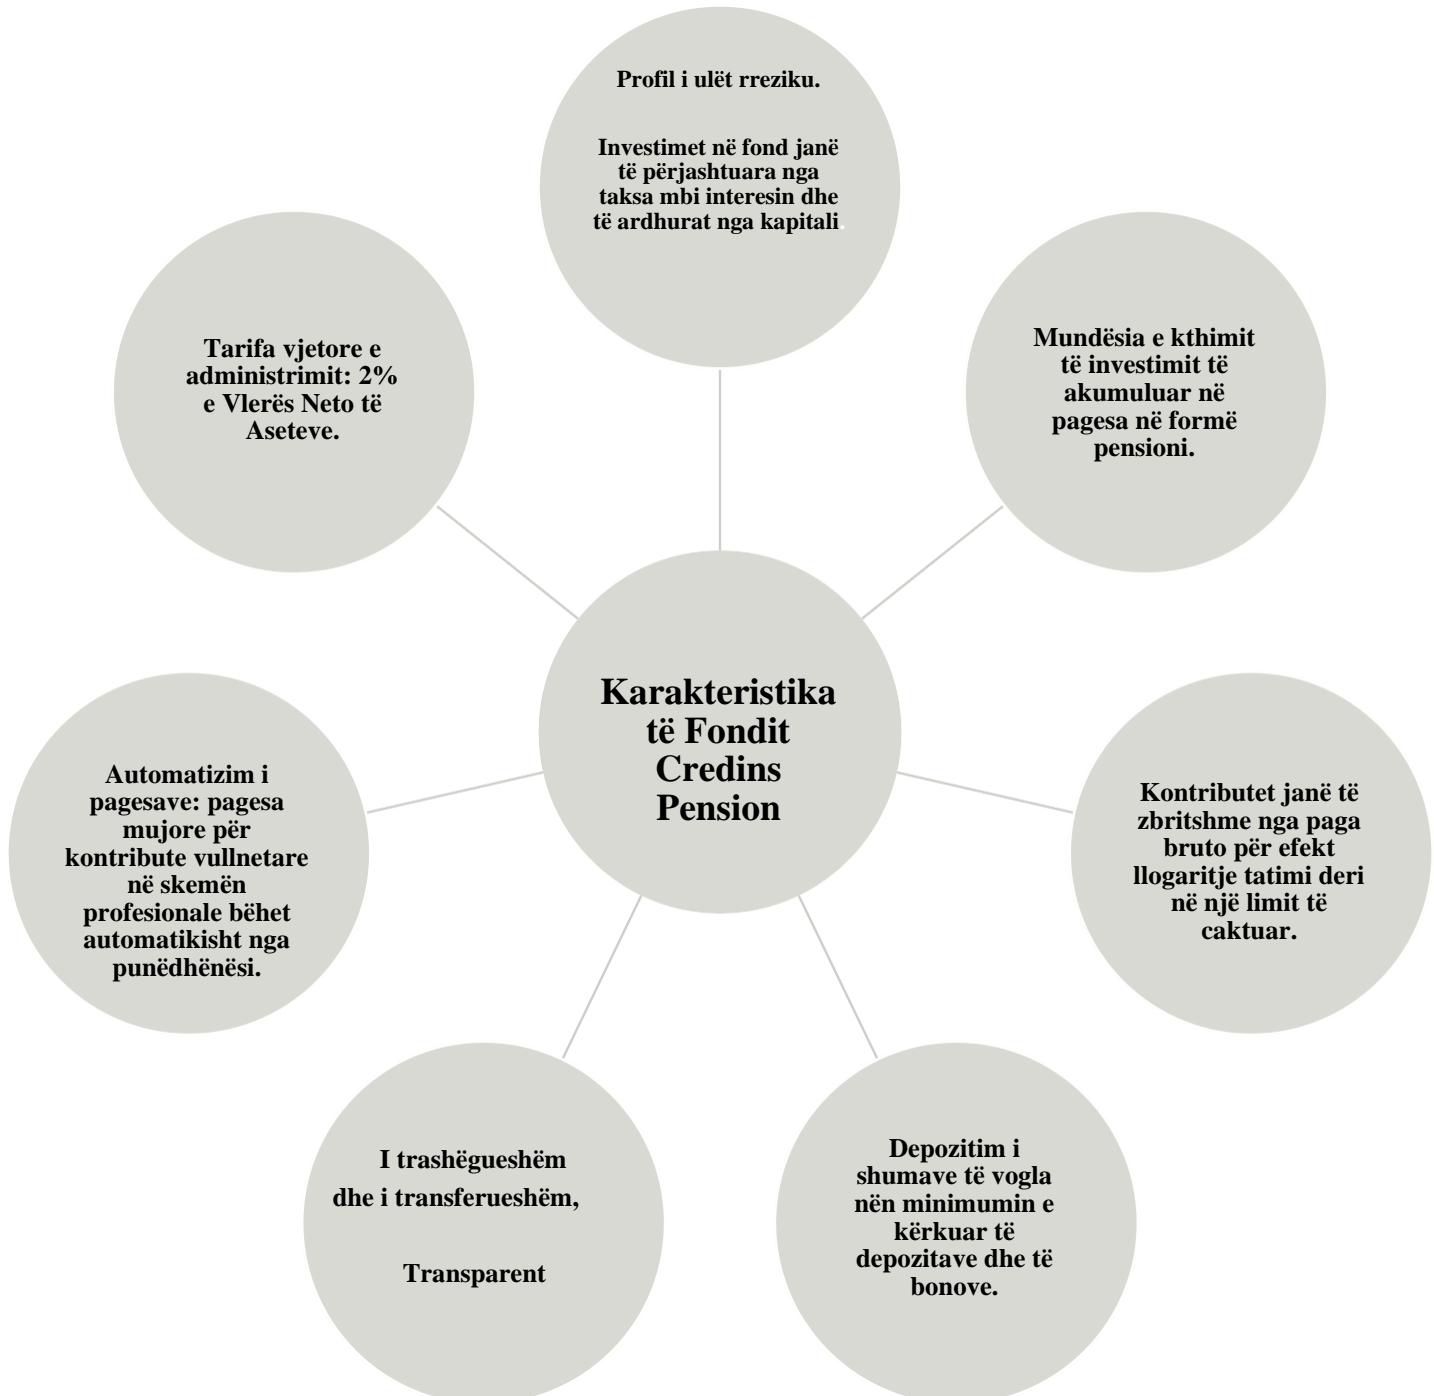 Profil i ulët rreziku.
Investimet në fond janë
të përjashtuara nga
taksa mbi interesin dhe
të ardhurat nga kapitali.
Mundësia e kthimit
të investimit të
akumuluar në
pagesa në formë
pensioni.
Kontributet janë të
zbritshme nga paga
bruto për efekt
llogaritje tatimi deri
në një limit të
caktuar.
Depozitim i
shumave të vogla
nën minimumin e
kërkuar të
depozitave dhe të
bonove.
I trashëgueshëm
dhe i transferueshëm,
Transparent
Automatizim i
pagesave: pagesa
mujore për
kontribute vullnetare
në skemën
profesionale bëhet
automatikisht nga
punëdhënësi.
Tarifa vjetore e
administrimit: 2%
e Vlerës Neto të
Aseteve.
Karakteristika
të Fondit
Credins
Pension